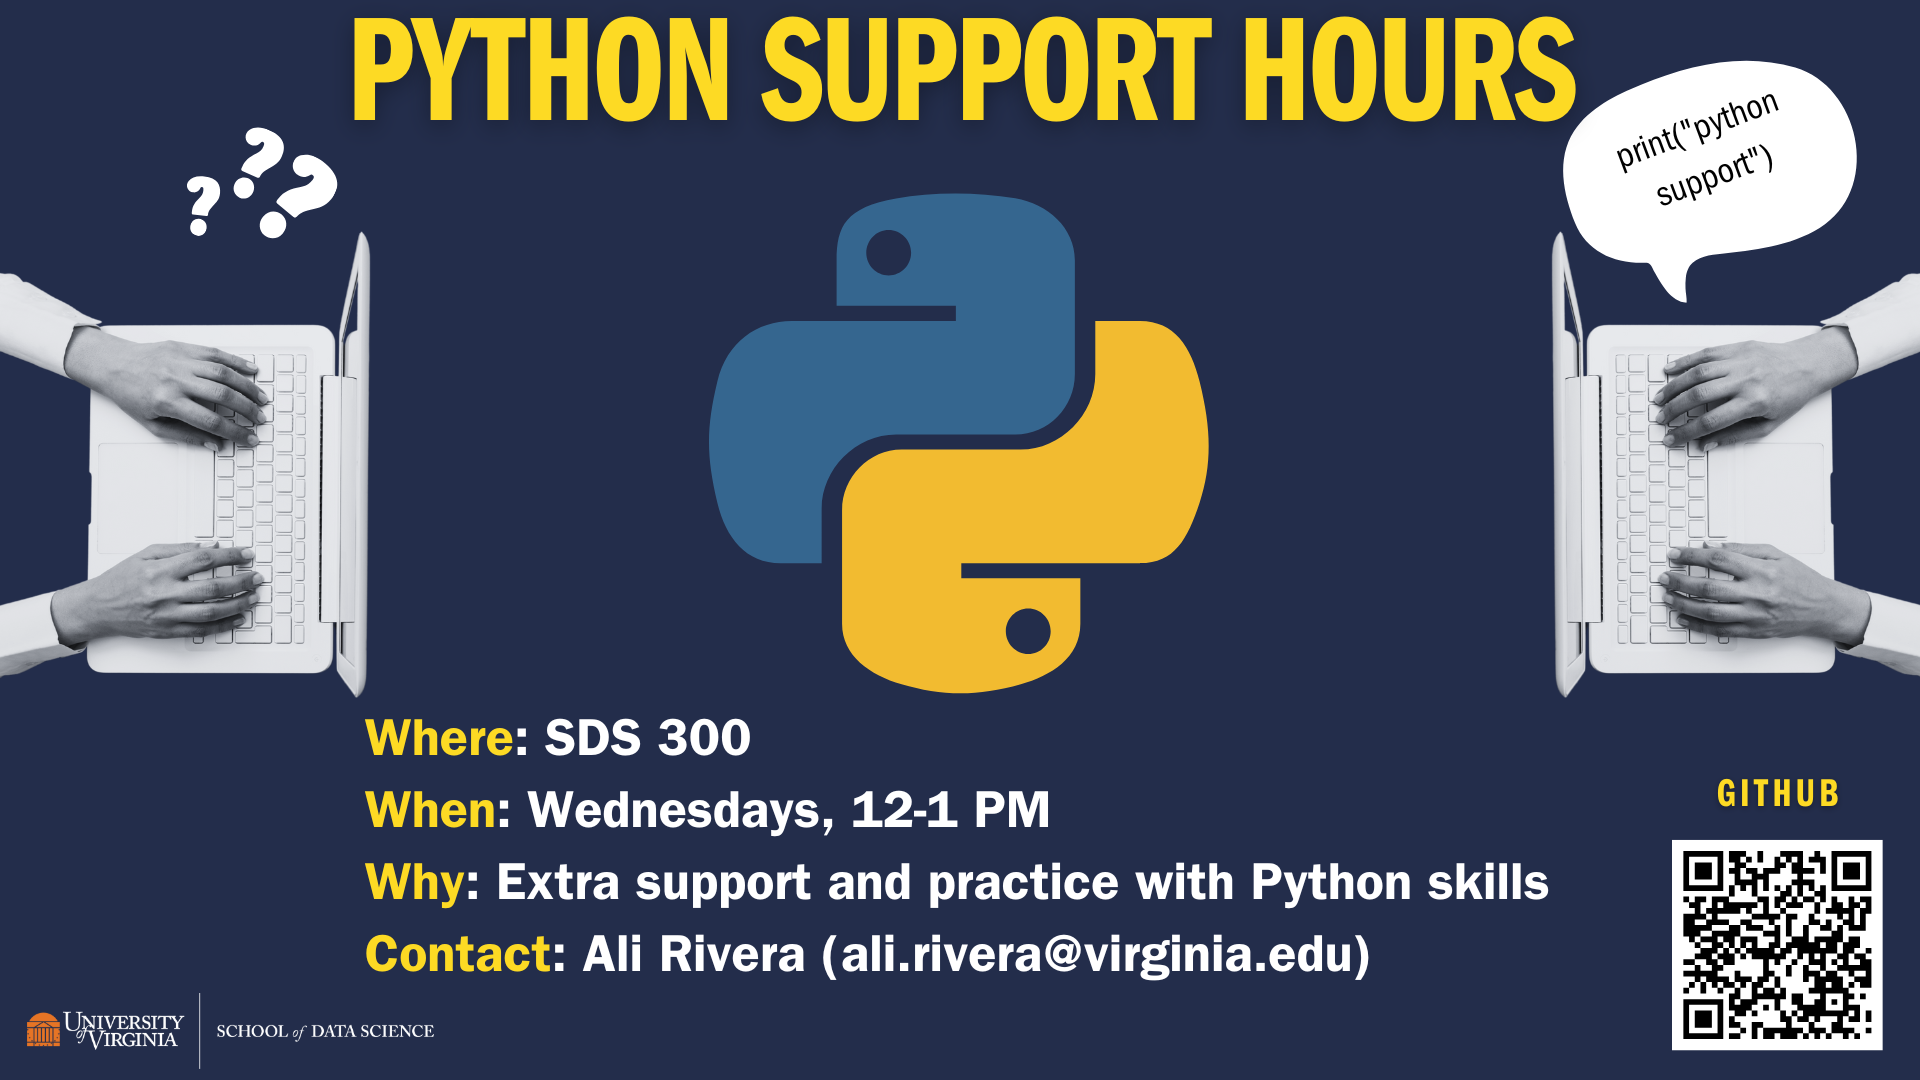 PYTHON SUPPORT HOURS
? ? ?
print("python
support")
Where: SDS 300
When: Wednesdays, 12-1 PM
Why: Extra support and practice with Python skills
Contact: Ali Rivera (ali.rivera@virginia.edu)
GITHUB
UNIVERSITY
of VIRGINIA
SCHOOL of DATA SCIENCE